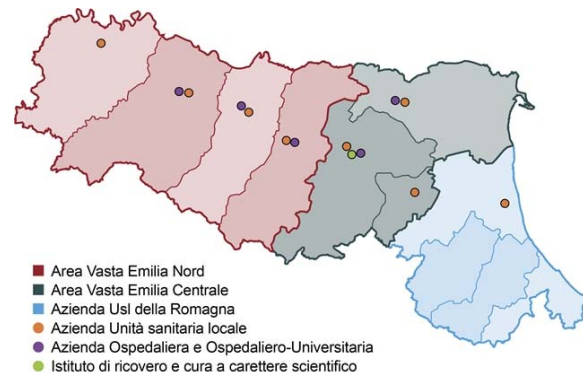 Area Vasta Emilia Nord
Area Vasta Emilia Centrale
Azienda Usl della Romagna
Azienda Unità sanitaria locale
Azienda Ospedaliera e Ospedaliero-Universitaria
Istituto di ricovero e cura a carettere scientifico